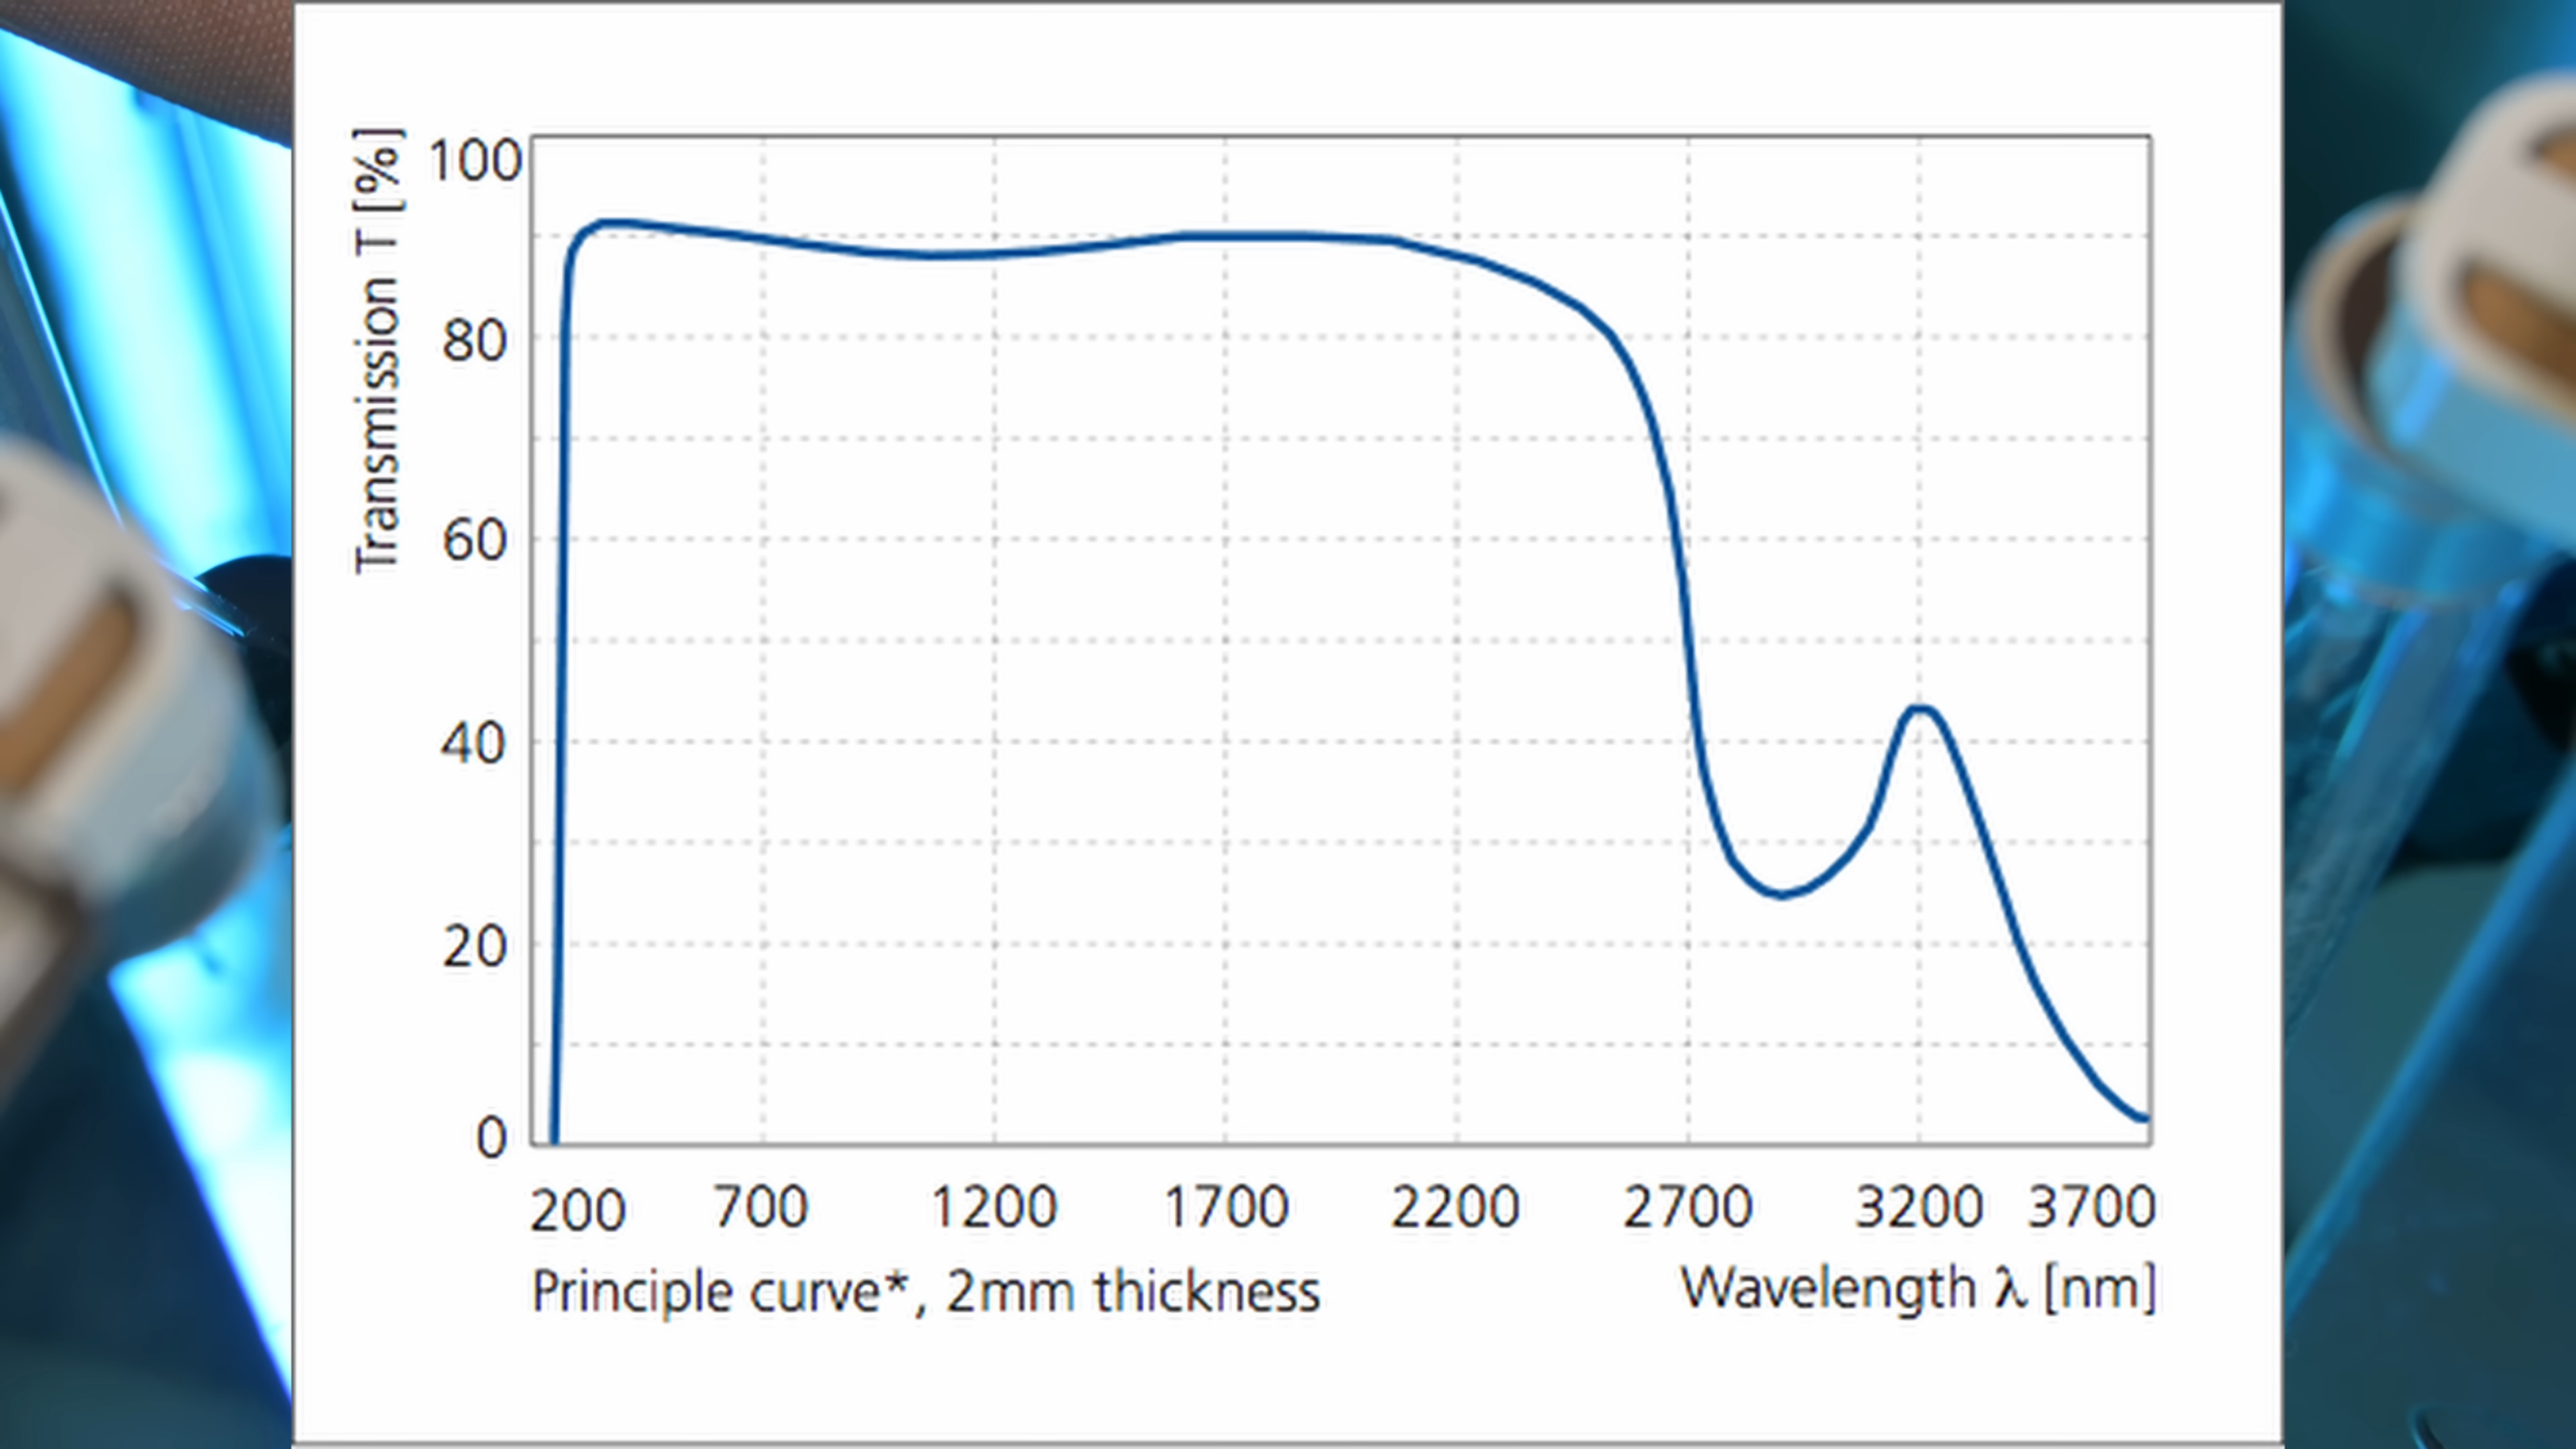 Transmission T [%]
100
80
60
40
20
0
200 700 1200 1700 2200 2700 3200 3700
Principle curve*, 2mm thickness
Wavelength λ [nm]